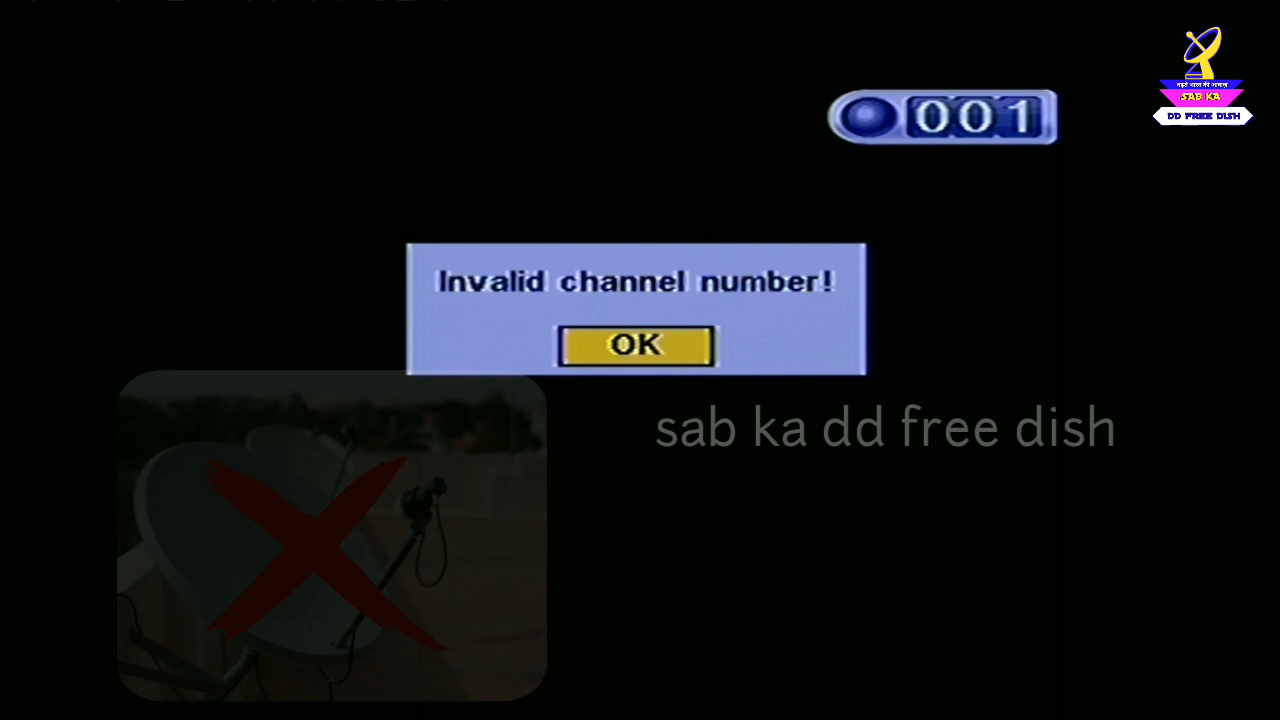 001
SAB KA
DD FREE DISH
Invalid channel number!
OK
sab ka dd free dish